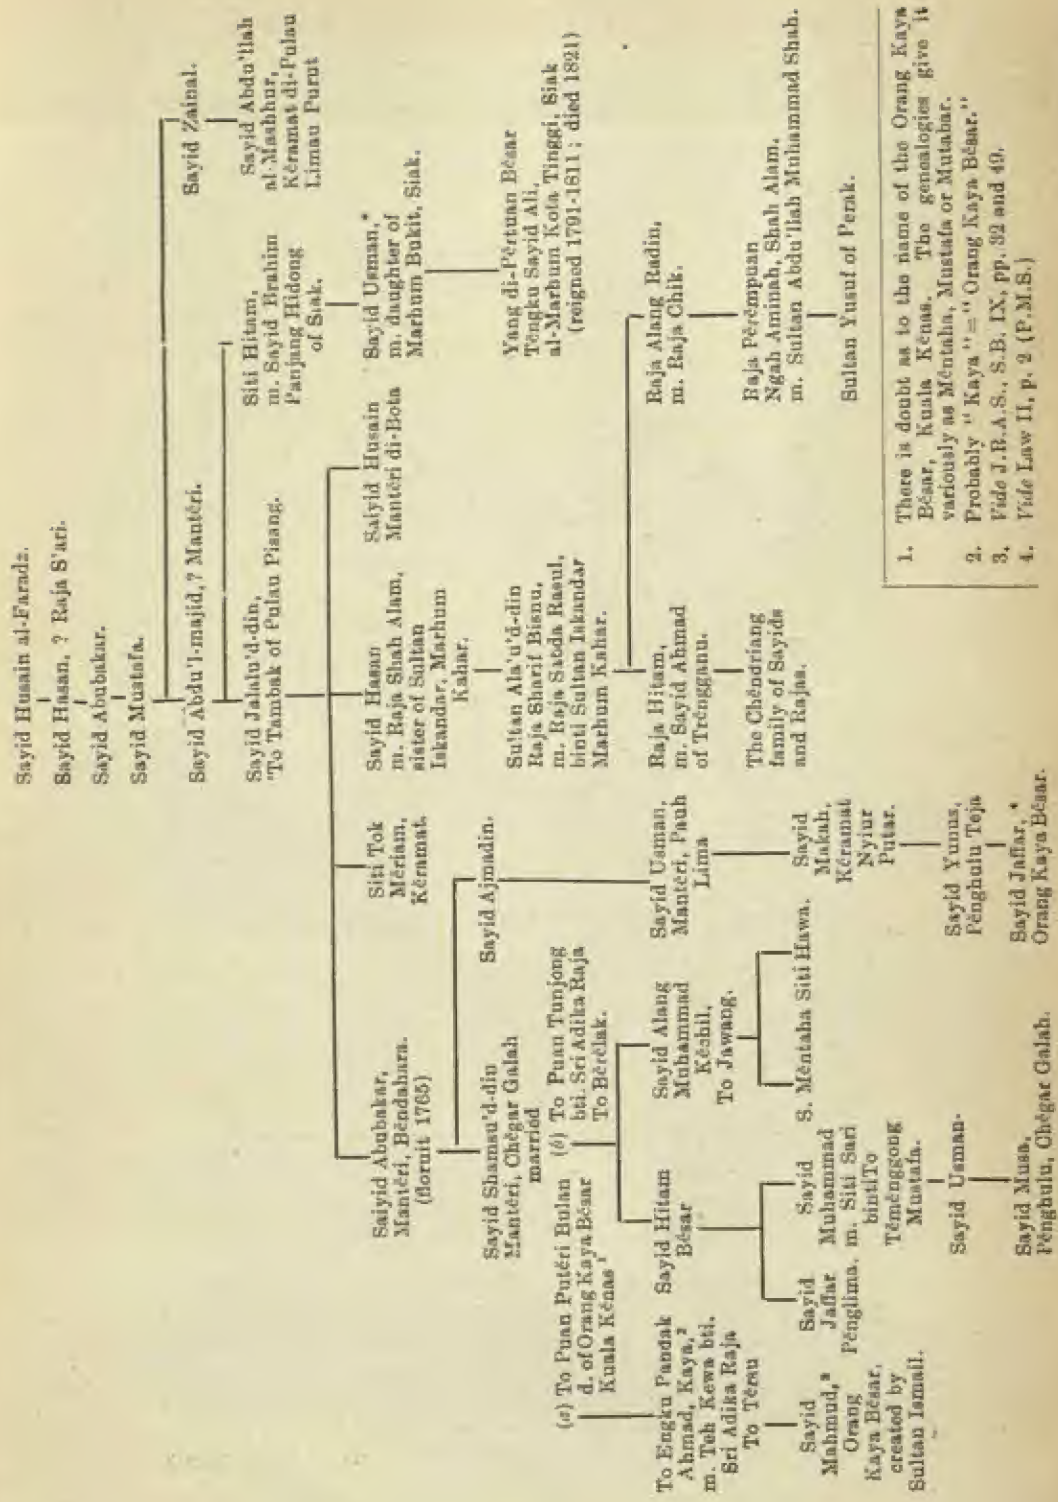 Sayid Husain al-Faradz.
Sayid Hasan, ? Raja S'ari.
Sayid Abubakar.
Sayid Mustafa.
Sayid Abdu'l-majid,? Mantĕri.
Sayid Zainal.
Sayid Jalalu'd-din,
'To Tambak of Pulau Pisang.
Siti Hitam,
m. Sayid Brahim
Panjang Hidong
of Siak.
Sayid Abdu'llah
al-Mashhur,
Kĕramat di-Pulau
Limau Purut
Saiyid Abubakar,
Mantĕri, Bĕndahara.
(floruit 1765)
Siti Tok
Mĕriam,
Kĕramat.
Sayid Hasan
m. Raja Shah Alam,
sister of Sultan
Iskandar, Marhum
Kahar.
Saiyid Husain
Mantĕri di-Bota
Sayid Usman,*
m. daughter of
Marhum Bukit, Siak.
Sayid Shamsu'd-din
Mantĕri, Chĕgar Galah
married
Sayid Ajmadin.
Sultan Ala'u'd-din
Raja Sharif Bisnu,
m. Raja Sabda Rasul,
binti Sultan Iskandar
Marhum Kahar.
Yang di-Pĕrtuan Bĕsar
Tĕngku Sayid Ali,
al-Marhum Kota Tinggi, Siak
(reigned 1791-1811; died 1821)
(a) To Puan Putĕri Bulan
d. of Orang Kaya Bĕsar
Kuala Kĕnas 1
(b) To Puan Tunjong
bti. Sri Adika Raja
To Bĕrĕlak.
To Engku Pandak
Ahmad, Kaya,2
m. Teh Kewa bti.
Sri Adika Raja
To Tĕrsu
Sayid Hitam
Bĕsar
Sayid Alang
Muhammad
Kĕshil,
To Jawang.
Sayid Usman,
Mantĕri, Pauh
Lima
Raja Hitam,
m. Sayid Ahmad
of Trĕngganu.
Raja Alang Radin,
m. Raja Chik.
Sayid
Mahmud,3
Orang
Kaya Bĕsar,
created by
Sultan Ismail.
Sayid
Jaffar
Pĕnglima.
Sayid
Muhammad
m. Siti Sari
bintiTo
Tĕmĕnggong
Mustafa.
S. Mĕntaha Siti Hawa.
Sayid
Makah,
Kĕramat
Nyiur
Putar.
The Chĕndriang
family of Sayids
and Rajas.
Raja Pĕrĕmpuan
Ngah Aminah, Shah Alam,
m. Sultan Abdu'llah Muhammad Shah.
Sayid Usman.
Sayid Yunus,
Pĕnghulu Teja
Sultan Yusuf of Perak.
Sayid Musa,
Pĕnghulu, Chĕgar Galah.
Sayid Jaffar, 4
Orang Kaya Bĕsar.
1. There is doubt as to the name of the Orang Kaya
Bĕsar, Kuala Kĕnas. The genealogies give it
variously as Mĕntaha, Mustafa or Mutabar.
2. Probably "Kaya"="Orang Kaya Bĕsar."
3. Vide J.R.A.S., S.B. IX, pp. 32 and 49.
4. Vide Law II, p. 2 (P.M.S.)